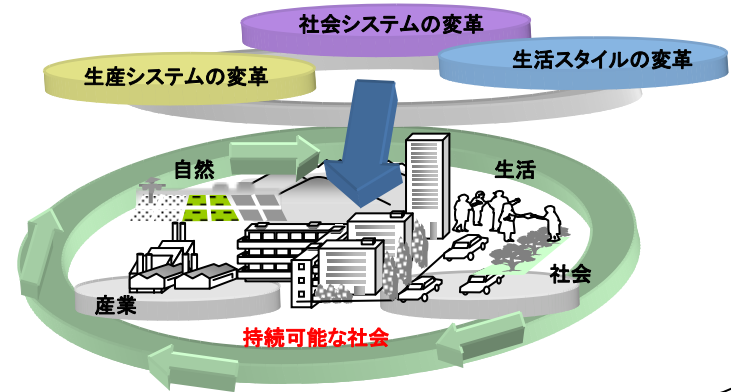 社会システムの変革
生活スタイルの変革
生産システムの変革
自然
生活
社会
産業
持続可能な社会